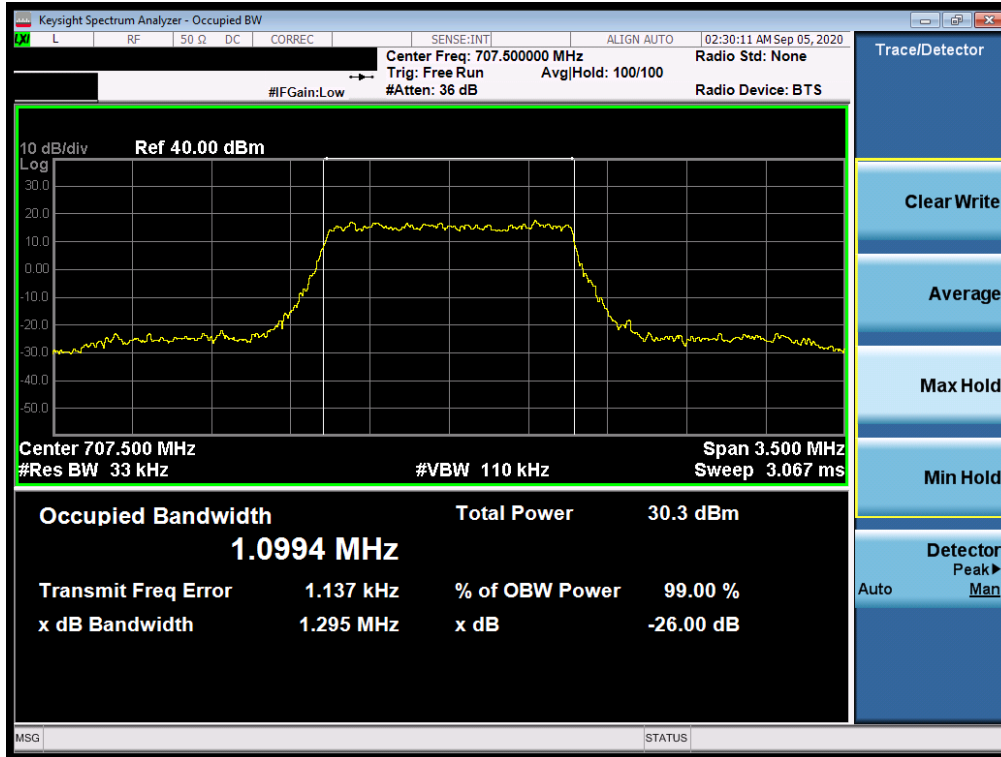 Keysight Spectrum Analyzer - Occupied BW
LXI L RF 50 Ω DC CORREC SENSE:INT ALIGN AUTO 02:30:11 AM Sep 05, 2020
Center Freq: 707.500000 MHz Radio Std: None
Trig: Free Run Avg|Hold: 100/100
#IFGain:Low #Atten: 36 dB Radio Device: BTS
10 dB/div Ref 40.00 dBm
Log
30.0
20.0
10.0
0.00
-10.0
-20.0
-30.0
-40.0
-50.0
Center 707.500 MHz Span 3.500 MHz
#Res BW 33 kHz #VBW 110 kHz Sweep 3.067 ms
Occupied Bandwidth Total Power 30.3 dBm
1.0994 MHz
Transmit Freq Error 1.137 kHz % of OBW Power 99.00 %
x dB Bandwidth 1.295 MHz x dB -26.00 dB
MSG STATUS
Trace/Detector
Clear Write
Average
Max Hold
Min Hold
Detector
Peak▶
Auto Man